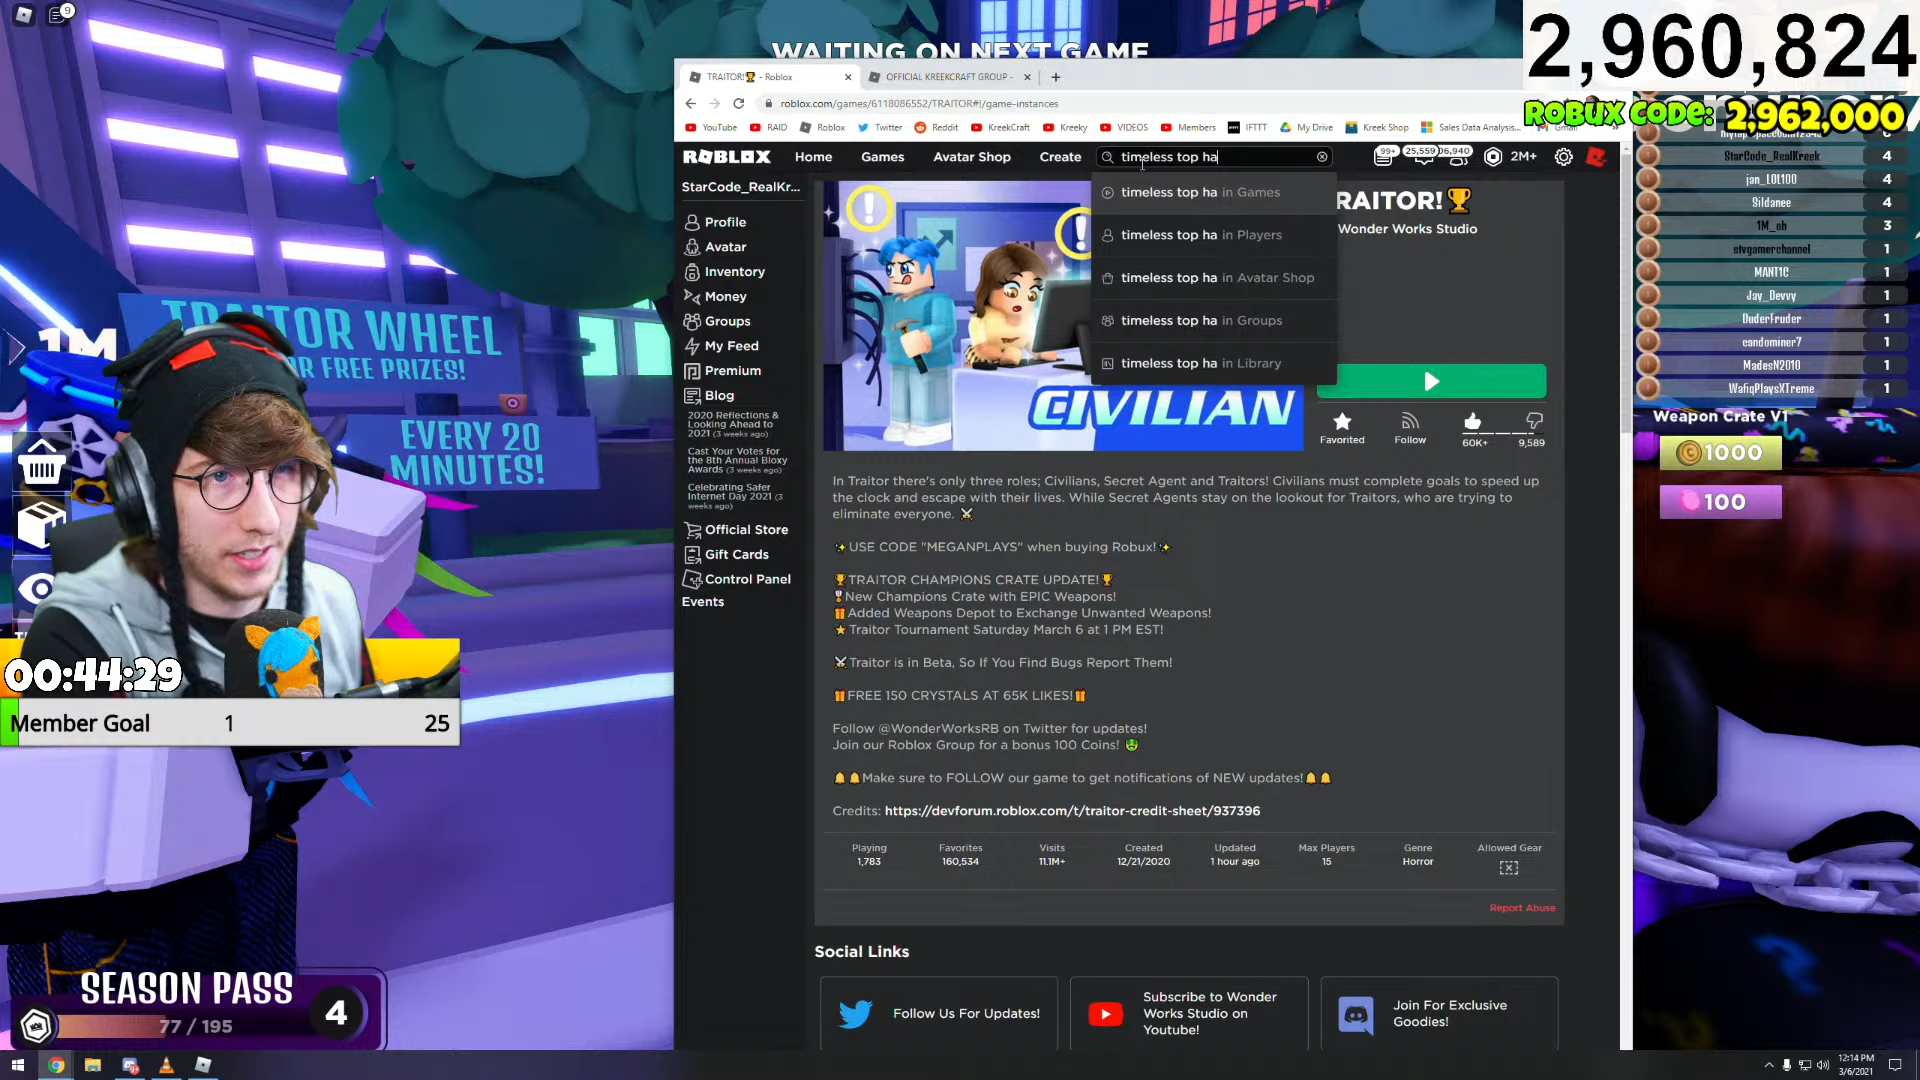 9
WAITING ON NEXT GAME
2,960,824
ROBUX CODE: 2,962,000
TRAITOR!🏆 - Roblox
OFFICIAL KREEKCRAFT GROUP -
roblox.com/games/6118086552/TRAITOR#!/game-instances
YouTube
RAID
Roblox
Twitter
Reddit
KreekCraft
Kreeky
VIDEOS
Members
IFTTT
My Drive
Kreek Shop
Sales Data Analysis...
Gmail
ROBLOX
Home
Games
Avatar Shop
Create
timeless top ha
99+
25,559
2M+
timeless top ha in Games
timeless top ha in Players
timeless top ha in Avatar Shop
timeless top ha in Groups
timeless top ha in Library
StarCode_RealKr...
Profile
Avatar
Inventory
Money
Groups
My Feed
Premium
Blog
2020 Reflections &
Looking Ahead to
2021 (3 weeks ago)
Cast Your Votes for
the 8th Annual Bloxy
Awards (3 weeks ago)
Celebrating Safer
Internet Day 2021 (3
weeks ago)
Official Store
Gift Cards
Control Panel
Events
RAITOR!🏆
Wonder Works Studio
CIVILIAN
Favorited
Follow
60K+
9,589
In Traitor there's only three roles; Civilians, Secret Agent and Traitors! Civilians must complete goals to speed up
the clock and escape with their lives. While Secret Agents stay on the lookout for Traitors, who are trying to
eliminate everyone. ⚔
✨USE CODE "MEGANPLAYS" when buying Robux!✨
🏆TRAITOR CHAMPIONS CRATE UPDATE!🏆
🎖New Champions Crate with EPIC Weapons!
🎁Added Weapons Depot to Exchange Unwanted Weapons!
⭐Traitor Tournament Saturday March 6 at 1 PM EST!
⚔Traitor is in Beta, So If You Find Bugs Report Them!
🎁FREE 150 CRYSTALS AT 65K LIKES!🎁
Follow @WonderWorksRB on Twitter for updates!
Join our Roblox Group for a bonus 100 Coins! 🤑
🔔🔔Make sure to FOLLOW our game to get notifications of NEW updates!🔔🔔
Credits: https://devforum.roblox.com/t/traitor-credit-sheet/937396
Playing
1,783
Favorites
160,534
Visits
11.1M+
Created
12/21/2020
Updated
1 hour ago
Max Players
15
Genre
Horror
Allowed Gear
Report Abuse
Social Links
Follow Us For Updates!
Subscribe to Wonder
Works Studio on
Youtube!
Join For Exclusive
Goodies!
StarCode_RealKreek 4
jan_LOL100 4
Sildanee 4
1M_uh 3
stvgamerchannel 1
MANT1C 1
Jay_Devvy 1
DuderFruder 1
candominer7 1
MadesN2010 1
WafiqPlaysXTreme 1
Weapon Crate V1
1000
100
1M
TRAITOR WHEEL
OR FREE PRIZES!
EVERY 20
MINUTES!
00:44:29
Member Goal 1 25
SEASON PASS
77 / 195
4
12:14 PM
3/6/2021